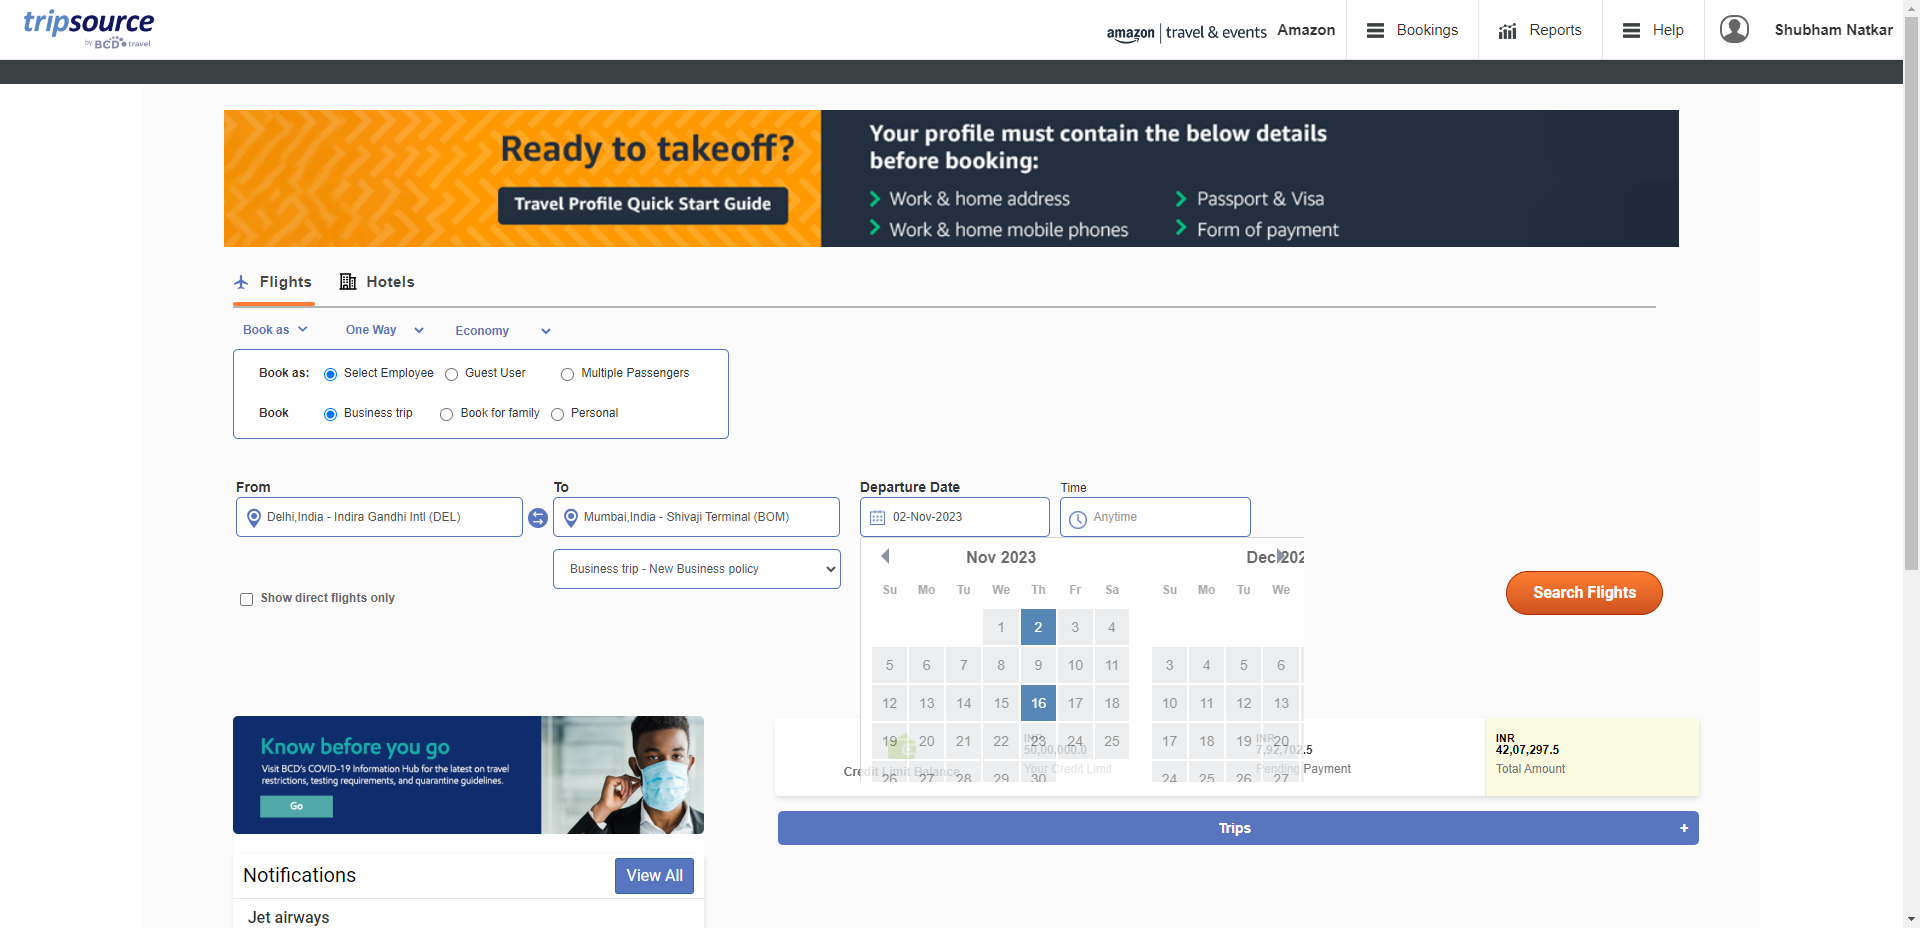 tripsource
by BCD travel
amazon | travel & events Amazon
Bookings
Reports
Help
Shubham Natkar
Ready to takeoff?
Travel Profile Quick Start Guide
Your profile must contain the below details
before booking:
Work & home address
Passport & Visa
Work & home mobile phones
Form of payment
Flights
Hotels
Book as
One Way
Economy
Book as: Select Employee Guest User Multiple Passengers
Book Business trip Book for family Personal
From
To
Departure Date
Time
Delhi,India - Indira Gandhi Intl (DEL)
Mumbai,India - Shivaji Terminal (BOM)
02-Nov-2023
Anytime
Business trip - New Business policy
Show direct flights only
Nov 2023
Su Mo Tu We Th Fr Sa
1 2 3 4
5 6 7 8 9 10 11
12 13 14 15 16 17 18
19 20 21 22 23 24 25
26 27 28 29 30
Dec 202
Su Mo Tu We
3 4 5 6
10 11 12 13
17 18 19 20
24 25 26 27
Search Flights
Know before you go
Visit BCD's COVID-19 Information Hub for the latest on travel
restrictions, testing requirements, and quarantine guidelines.
Go
Credit Limit Balance
INR
50,00,000.0
Your Credit Limit
INR
7,92,702.5
Pending Payment
INR
42,07,297.5
Total Amount
Trips +
Notifications
View All
Jet airways